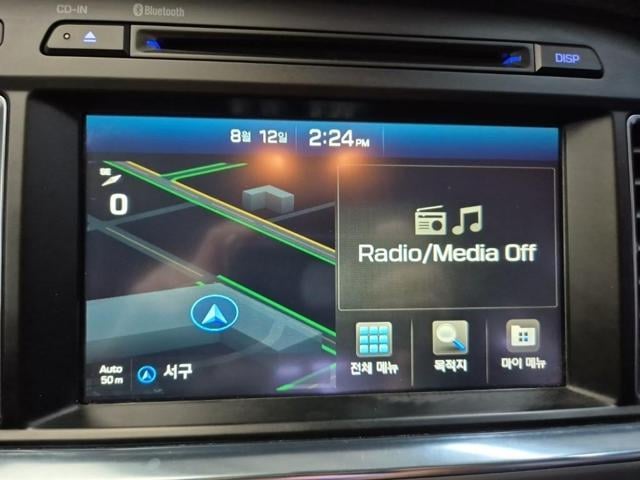 CD-IN
Bluetooth
DISP
8월 12일 2:24PM
SE
0
Radio/Media Off
Auto
50m
서구
전체 메뉴
목적지
마이 메뉴